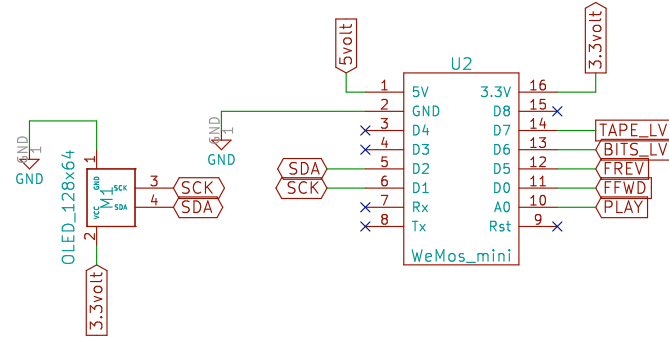 5volt
3.3volt
U2
1 5V 3.3V 16
2 GND D8 15
3 D4 D7 14 TAPE_LV
4 D3 D6 13 BITS_LV
SDA 5 D2 D5 12 FREV
SCK 6 D1 D0 11 FFWD
7 Rx A0 10 PLAY
8 Tx Rst 9
WeMos_mini
GND 1
GND
GND 1
GND
OLED_128x64
M1
1 GND
SCK 3 SCK
SDA 4 SDA
2 VCC
3.3volt